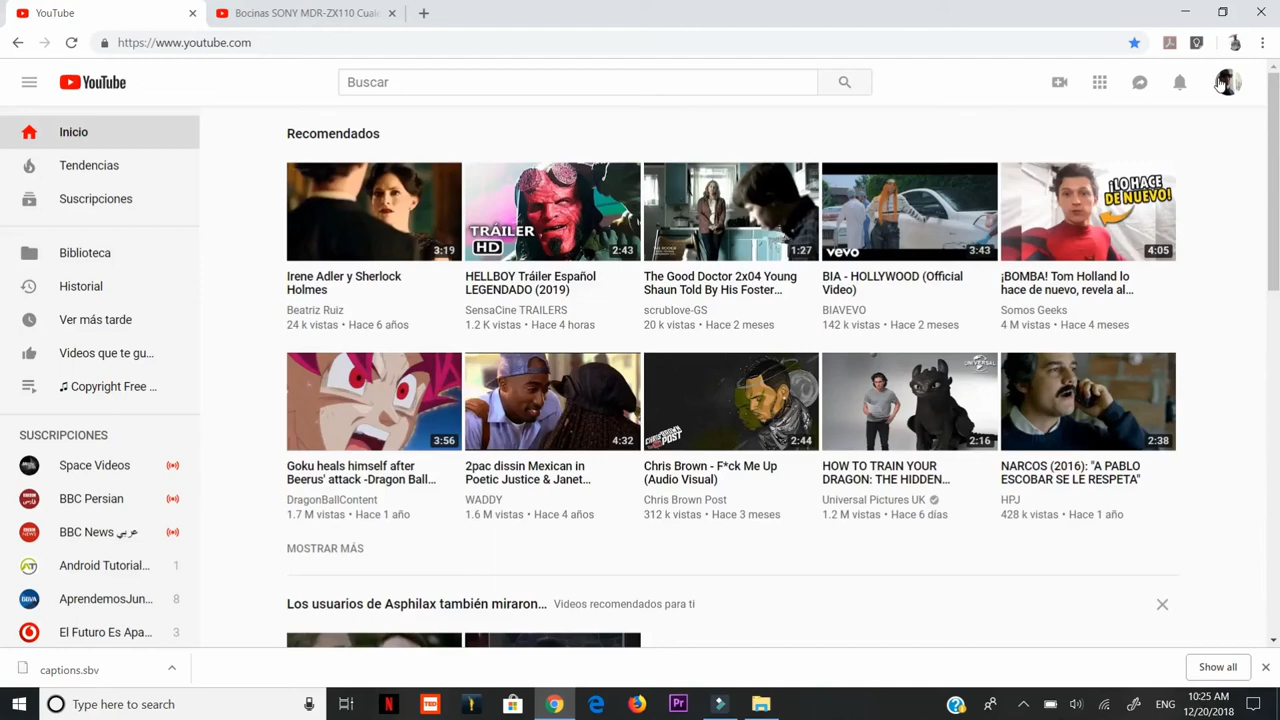 YouTube
Bocinas SONY MDR-ZX110 Cuale
https://www.youtube.com
YouTube
Buscar
Inicio
Tendencias
Suscripciones
Biblioteca
Historial
Ver más tarde
Videos que te gu...
♫ Copyright Free ...
SUSCRIPCIONES
Space Videos
BBC Persian
BBC News عربي
Android Tutorial... 1
AprendemosJun... 8
El Futuro Es Apa... 3
Recomendados
3:19
Irene Adler y Sherlock
Holmes
Beatriz Ruiz
24 k vistas • Hace 6 años
TRÁILER
HD
2:43
HELLBOY Tráiler Español
LEGENDADO (2019)
SensaCine TRAILERS
1.2 K vistas • Hace 4 horas
1:27
The Good Doctor 2x04 Young
Shaun Told By His Foster...
scrublove-GS
20 k vistas • Hace 2 meses
vevo
3:43
BIA - HOLLYWOOD (Official
Video)
BIAVEVO
142 k vistas • Hace 2 meses
¡LO HACE
DE NUEVO!
4:05
¡BOMBA! Tom Holland lo
hace de nuevo, revela al...
Somos Geeks
4 M vistas • Hace 4 meses
3:56
Goku heals himself after
Beerus' attack -Dragon Ball...
DragonBallContent
1.7 M vistas • Hace 1 año
4:32
2pac dissin Mexican in
Poetic Justice & Janet...
WADDY
1.6 M vistas • Hace 4 años
CHRISBROWN
POST
2:44
Chris Brown - F*ck Me Up
(Audio Visual)
Chris Brown Post
312 k vistas • Hace 3 meses
UNIVERSAL
2:16
HOW TO TRAIN YOUR
DRAGON: THE HIDDEN...
Universal Pictures UK
1.2 M vistas • Hace 6 días
2:38
NARCOS (2016): "A PABLO
ESCOBAR SE LE RESPETA"
HPJ
428 k vistas • Hace 1 año
MOSTRAR MÁS
Los usuarios de Asphilax también miraron... Videos recomendados para ti
captions.sbv
Show all
Type here to search
N
TED
Pr
ENG
10:25 AM
12/20/2018